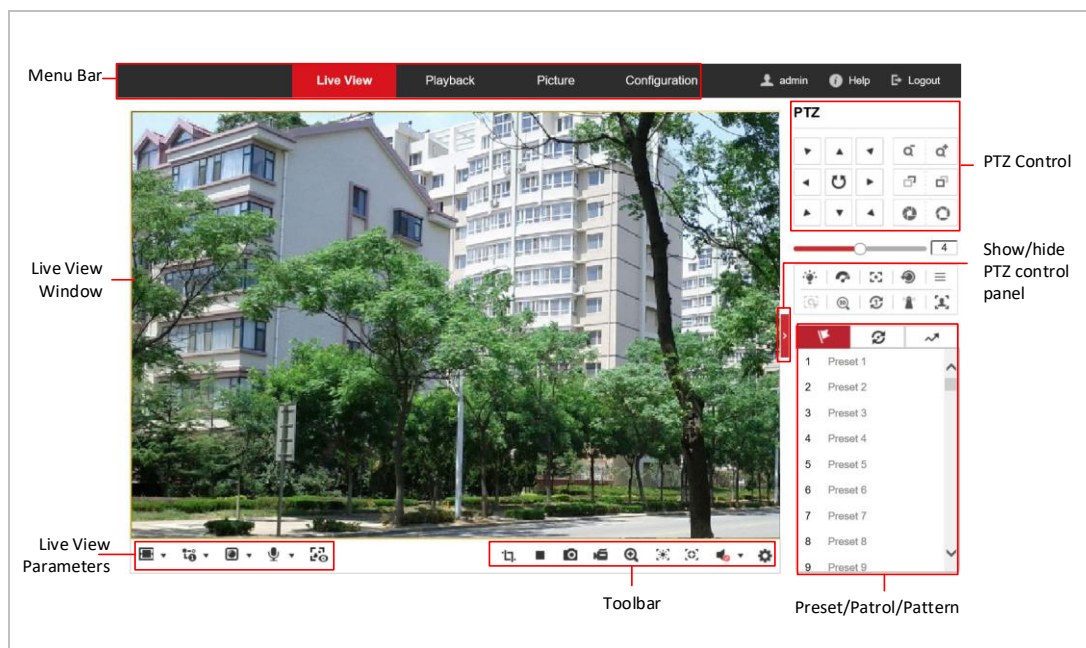 Menu Bar
Live View Playback Picture Configuration admin Help Logout
PTZ
PTZ Control
4
Show/hide
PTZ control
panel
Live View
Window
1 Preset 1
2 Preset 2
3 Preset 3
4 Preset 4
5 Preset 5
6 Preset 6
7 Preset 7
8 Preset 8
9 Preset 9
Live View
Parameters
Toolbar
Preset/Patrol/Pattern